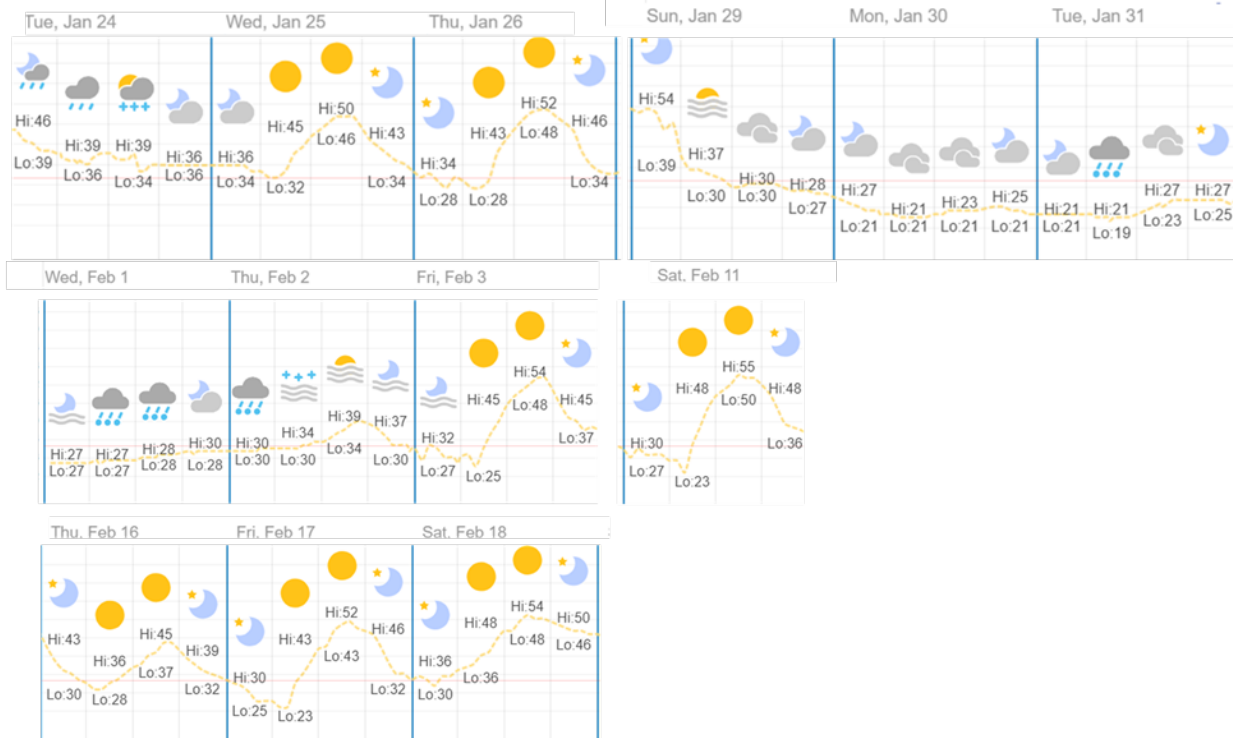 Tue, Jan 24 Wed, Jan 25 Thu, Jan 26
Hi:46 Hi:39 Hi:39 Hi:36 Hi:36 Hi:45 Hi:50 Hi:43 Hi:34 Hi:43 Hi:52 Hi:46
Lo:39 Lo:36 Lo:34 Lo:36 Lo:34 Lo:32 Lo:46 Lo:34 Lo:28 Lo:28 Lo:48 Lo:34
Sun, Jan 29 Mon, Jan 30 Tue, Jan 31
Hi:54 Hi:37 Hi:30 Hi:28 Hi:27 Hi:21 Hi:23 Hi:25 Hi:21 Hi:21 Hi:27 Hi:27
Lo:39 Lo:30 Lo:30 Lo:27 Lo:21 Lo:21 Lo:21 Lo:21 Lo:21 Lo:19 Lo:23 Lo:25
Wed, Feb 1 Thu, Feb 2 Fri, Feb 3
Hi:27 Hi:27 Hi:28 Hi:30 Hi:30 Hi:34 Hi:39 Hi:37 Hi:32 Hi:45 Hi:54 Hi:45
Lo:27 Lo:27 Lo:28 Lo:28 Lo:30 Lo:30 Lo:34 Lo:30 Lo:27 Lo:25 Lo:48 Lo:37
Sat. Feb 11
Hi:30 Hi:48 Hi:55 Hi:48
Lo:27 Lo:23 Lo:50 Lo:36
Thu. Feb 16 Fri. Feb 17 Sat. Feb 18
Hi:43 Hi:36 Hi:45 Hi:39 Hi:30 Hi:43 Hi:52 Hi:46 Hi:36 Hi:48 Hi:54 Hi:50
Lo:30 Lo:28 Lo:37 Lo:32 Lo:25 Lo:23 Lo:43 Lo:32 Lo:30 Lo:36 Lo:48 Lo:46